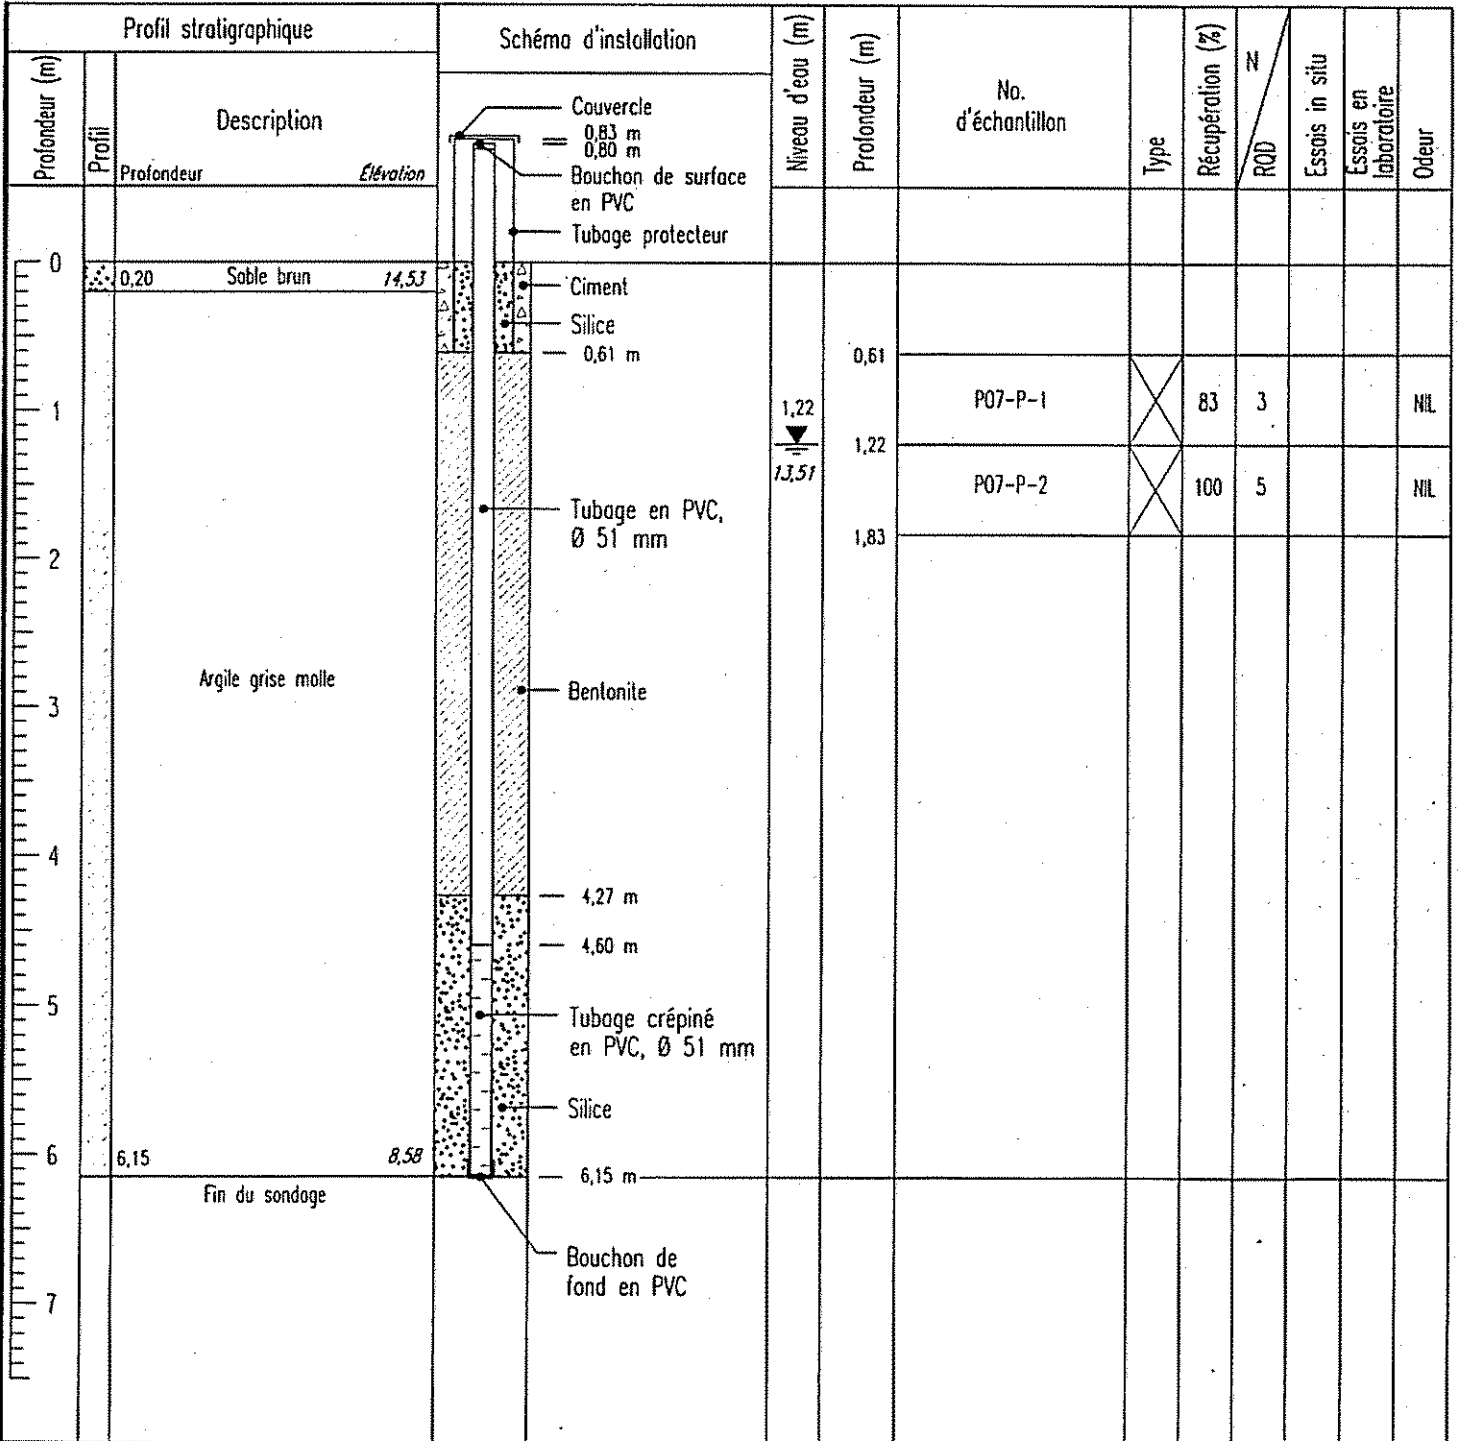 Profil stratigraphique
Schéma d'installation
Niveau d'eau (m)
Profondeur (m)
No.
d'échantillon
Type
Récupération (%)
N
RQD
Essais in situ
Essais en
laboratoire
Odeur
Profondeur (m)
Profil
Description
Profondeur
Élévation
Couvercle
0,83 m
0,80 m
Bouchon de surface
en PVC
Tubage protecteur
0
0,20
Sable brun
14,53
Ciment
Silice
0,61 m
0,61
1
1,22
P07-P-1
83
3
NIL
1,22
13,51
P07-P-2
100
5
NIL
Tubage en PVC,
Ø 51 mm
1,83
2
Argile grise molle
Bentonite
3
4
4,27 m
4,60 m
5
Tubage crépiné
en PVC, Ø 51 mm
Silice
6
6,15
8,58
6,15 m
Fin du sondage
Bouchon de
fond en PVC
7